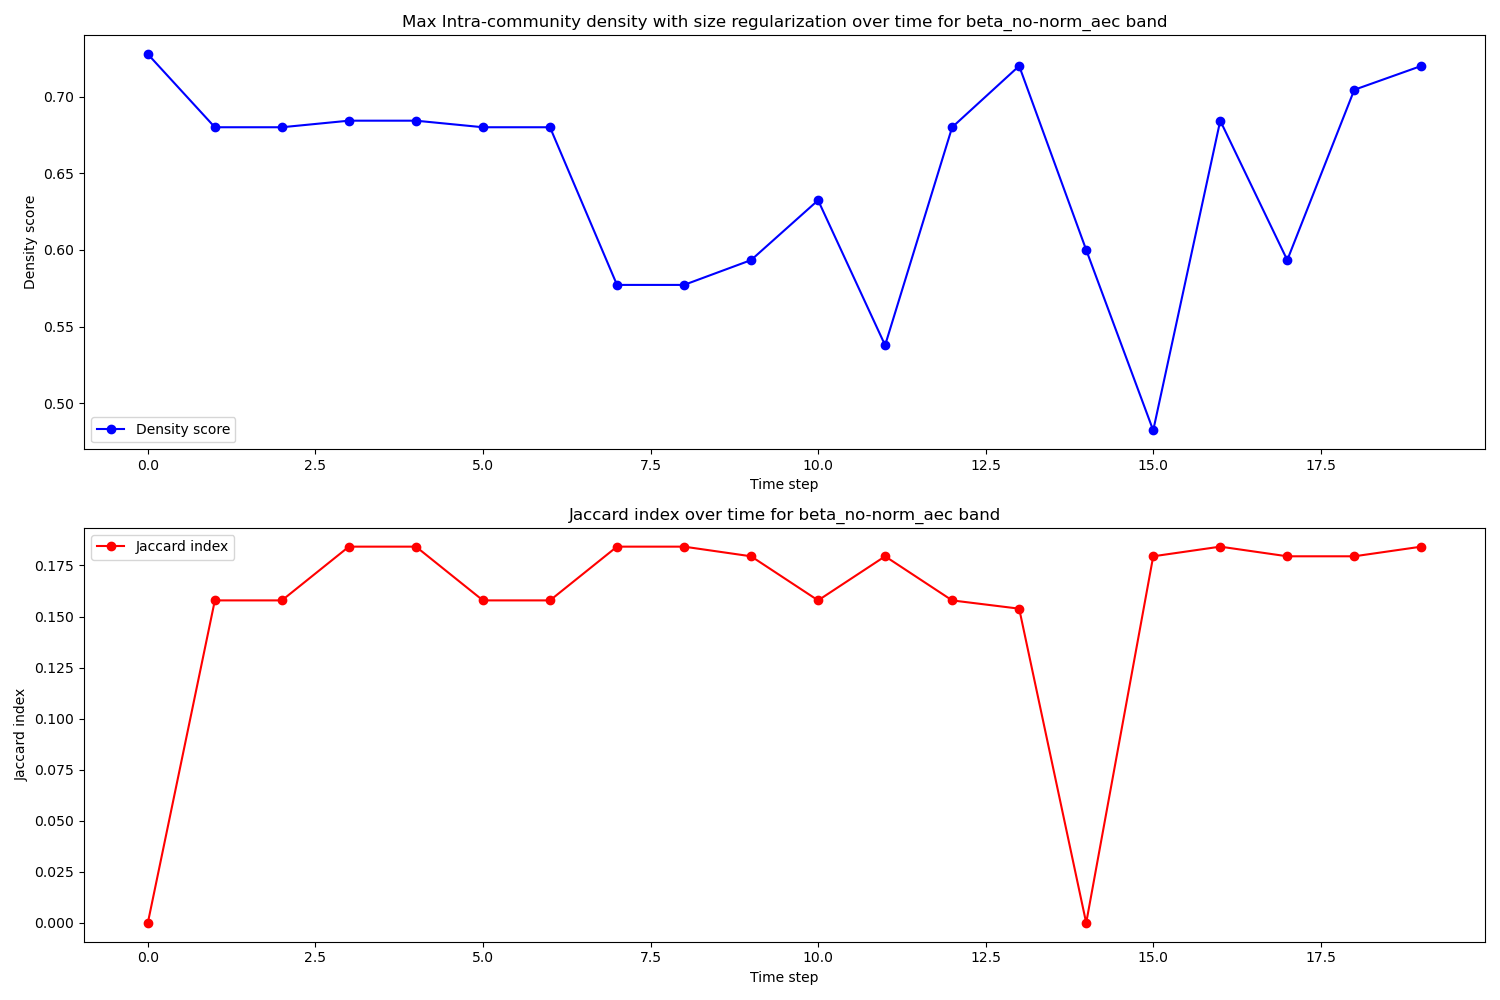 Max Intra-community density with size regularization over time for beta_no-norm_aec band
Density score
0.70
0.65
0.60
0.55
0.50
Density score
0.0 2.5 5.0 7.5 10.0 12.5 15.0 17.5
Time step
Jaccard index over time for beta_no-norm_aec band
Jaccard index
Jaccard index
0.175
0.150
0.125
0.100
0.075
0.050
0.025
0.000
0.0 2.5 5.0 7.5 10.0 12.5 15.0 17.5
Time step